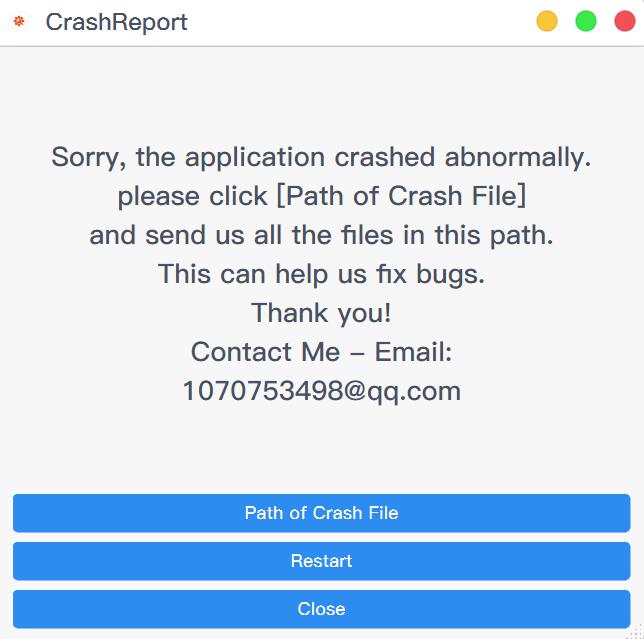 CrashReport
Sorry, the application crashed abnormally.
please click [Path of Crash File]
and send us all the files in this path.
This can help us fix bugs.
Thank you!
Contact Me – Email:
1070753498@qq.com
Path of Crash File
Restart
Close